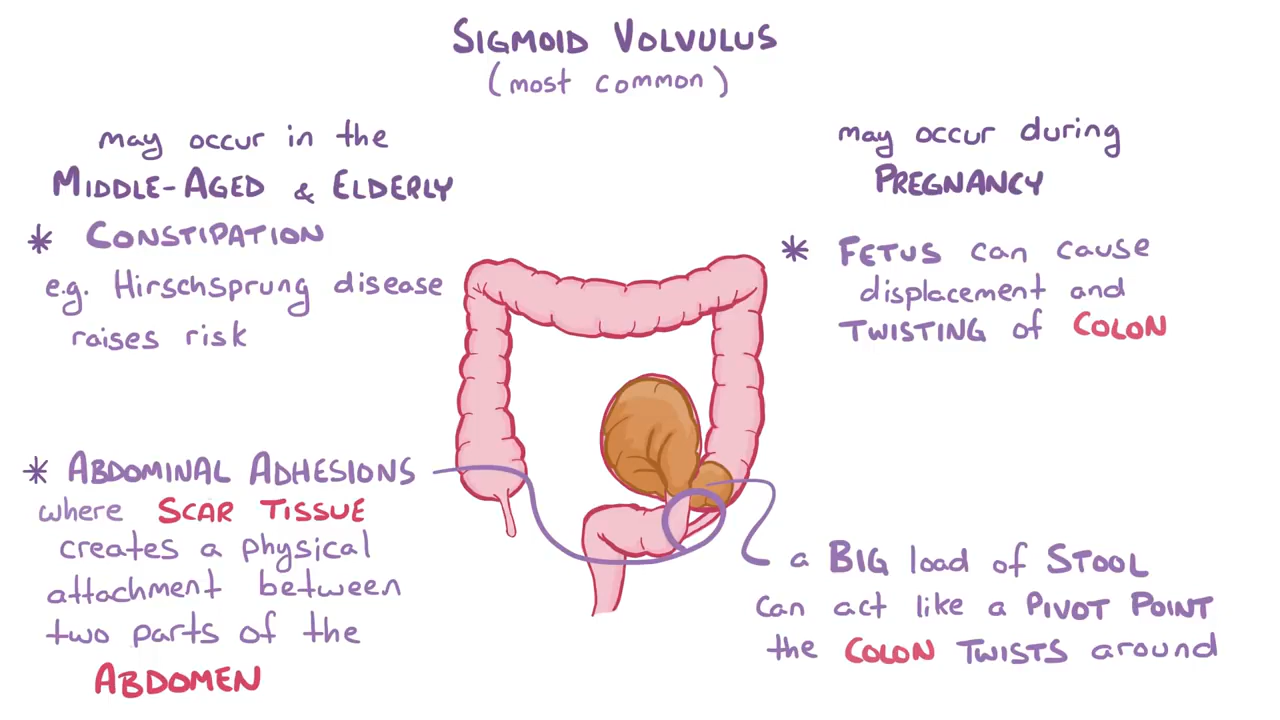 SIGMOID VOLVULUS
(most common)
may occur in the
MIDDLE-AGED & ELDERLY
* CONSTIPATION
e.g. Hirschsprung disease
raises risk
* ABDOMINAL ADHESIONS
where SCAR TISSUE
creates a physical
attachment between
two parts of the
ABDOMEN
may occur during
PREGNANCY
* FETUS can cause
displacement and
TWISTING of COLON
a BIG load of STOOL
can act like a PIVOT POINT
the COLON TWISTS around